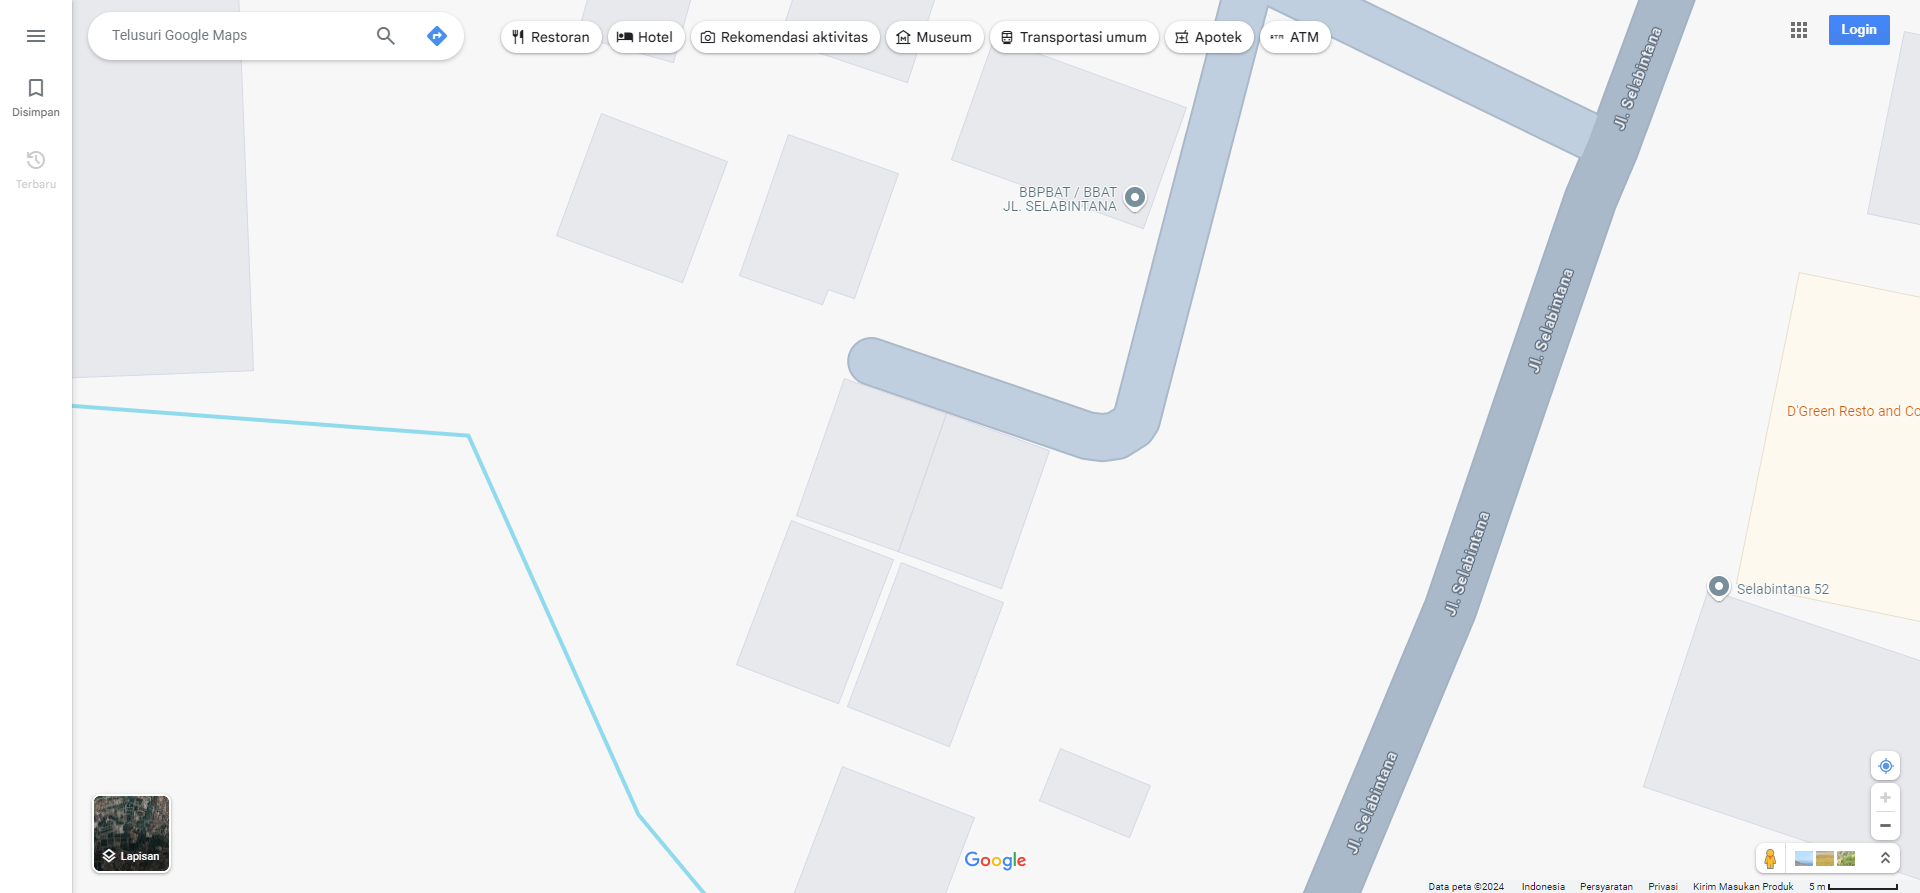 Telusuri Google Maps
Restoran
Hotel
Rekomendasi aktivitas
Museum
Transportasi umum
Apotek
ATM
Login
Disimpan
Terbaru
Jl. Selabintana
BBPBAT / BBAT
JL. SELABINTANA
Jl. Selabintana
D'Green Resto and Co
Jl. Selabintana
Selabintana 52
Jl. Selabintana
Lapisan
Google
Data peta ©2024
Indonesia
Persyaratan
Privasi
Kirim Masukan Produk
5 m